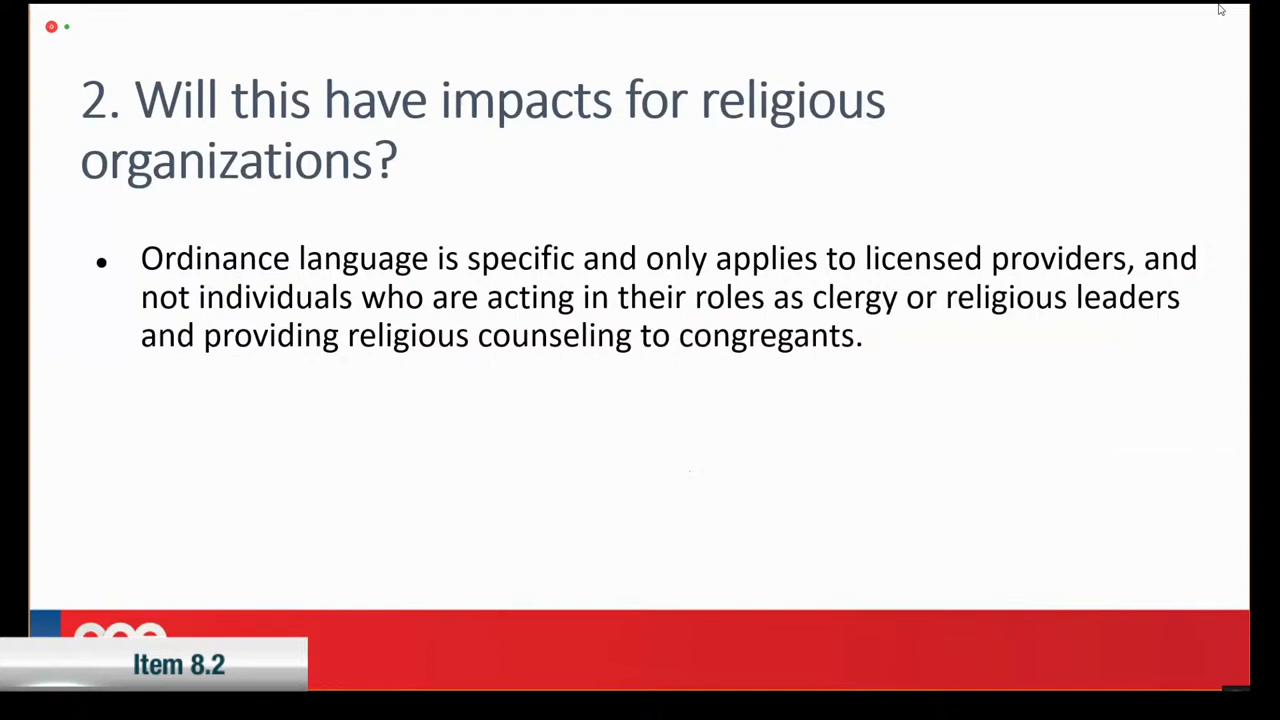 2. Will this have impacts for religious
organizations?
• Ordinance language is specific and only applies to licensed providers, and
not individuals who are acting in their roles as clergy or religious leaders
and providing religious counseling to congregants.
Item 8.2